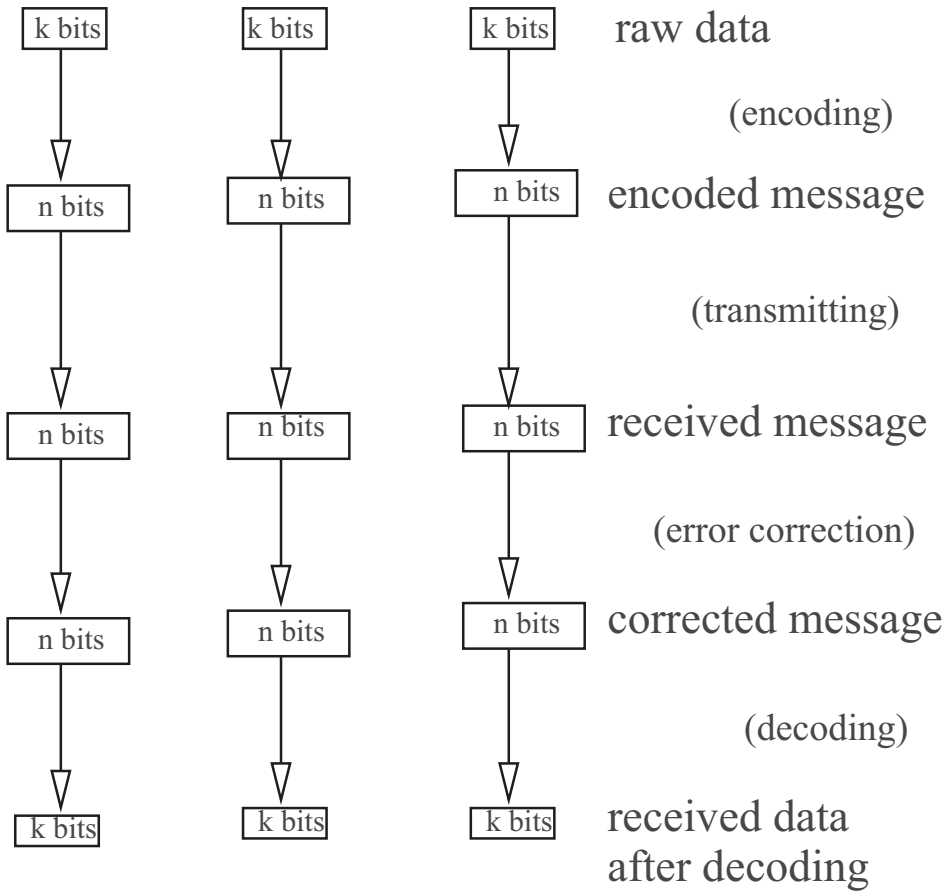 k bits k bits k bits raw data
(encoding)
n bits n bits n bits encoded message
(transmitting)
n bits n bits n bits received message
(error correction)
n bits n bits n bits corrected message
(decoding)
k bits k bits k bits received data
after decoding